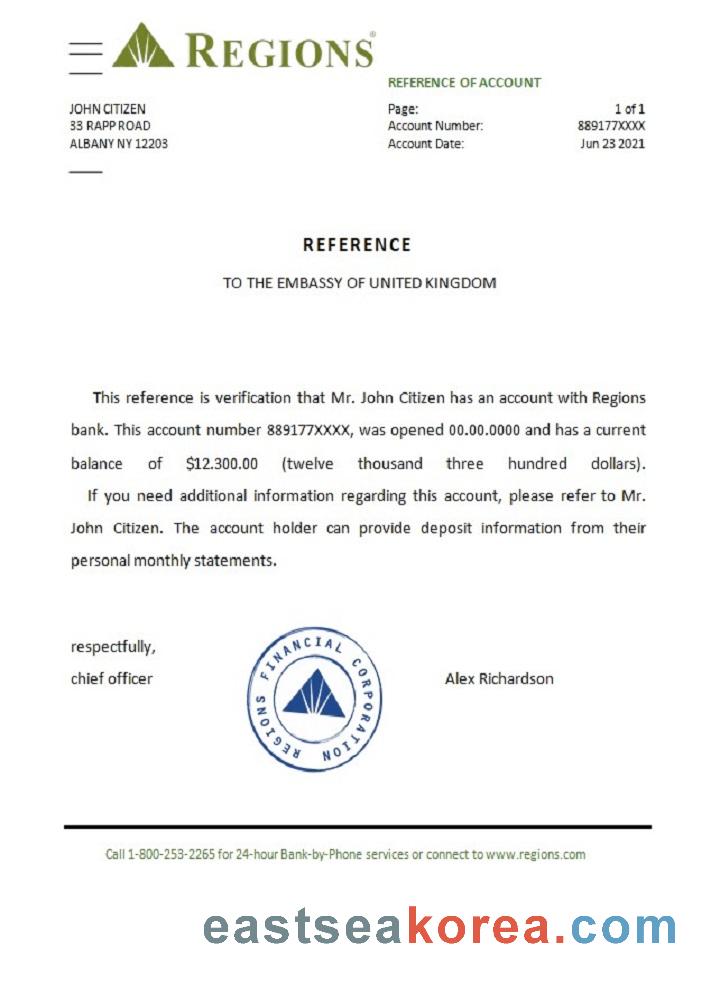 REGIONS®
REFERENCE OF ACCOUNT
JOHN CITIZEN
33 RAPP ROAD
ALBANY NY 12203
Page: 1 of 1
Account Number: 889177XXXX
Account Date: Jun 23 2021
REFERENCE
TO THE EMBASSY OF UNITED KINGDOM
This reference is verification that Mr. John Citizen has an account with Regions
bank. This account number 889177XXXX, was opened 00.00.0000 and has a current
balance of $12.300.00 (twelve thousand three hundred dollars).
If you need additional information regarding this account, please refer to Mr.
John Citizen. The account holder can provide deposit information from their
personal monthly statements.
respectfully,
chief officer
REGIONS FINANCIAL CORPORATION
Alex Richardson
Call 1-800-253-2265 for 24-hour Bank-by-Phone services or connect to www.regions.com
eastseakorea.com